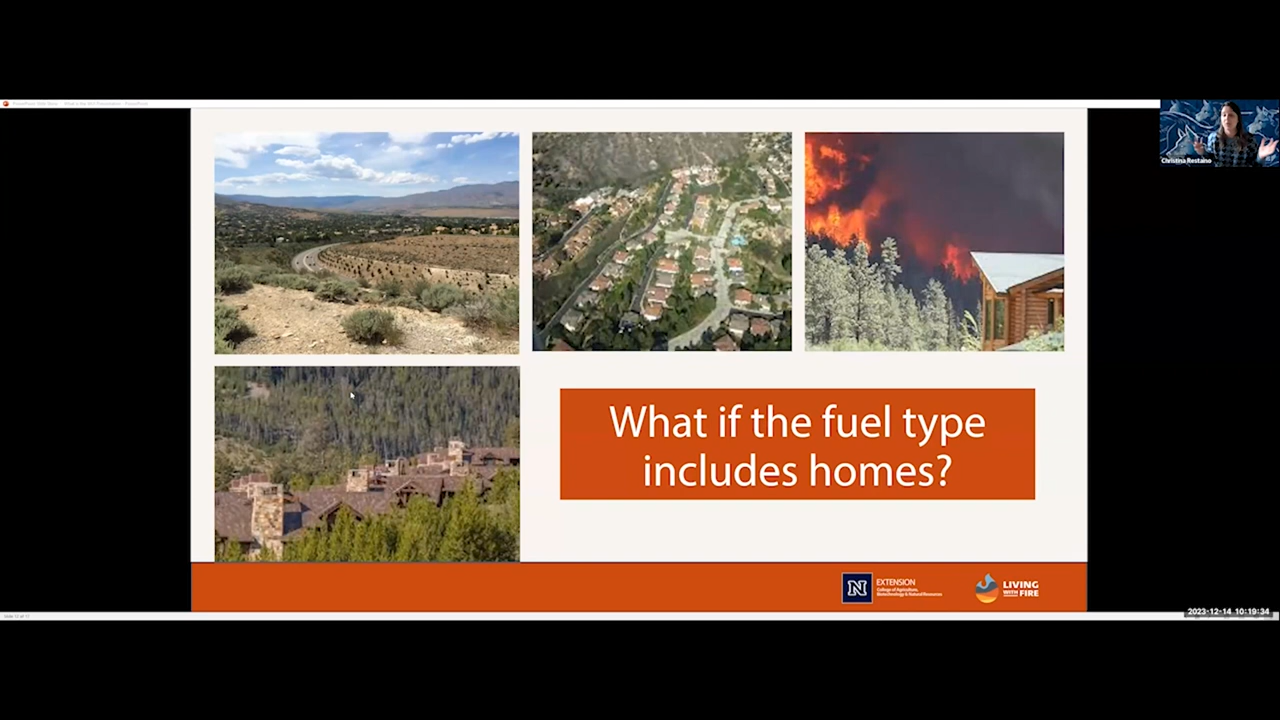 Christina Restaino
What if the fuel type
includes homes?
N
EXTENSION
College of Agriculture,
Biotechnology & Natural Resources
LIVING
WITH FIRE
2023-12-14 10:19:34